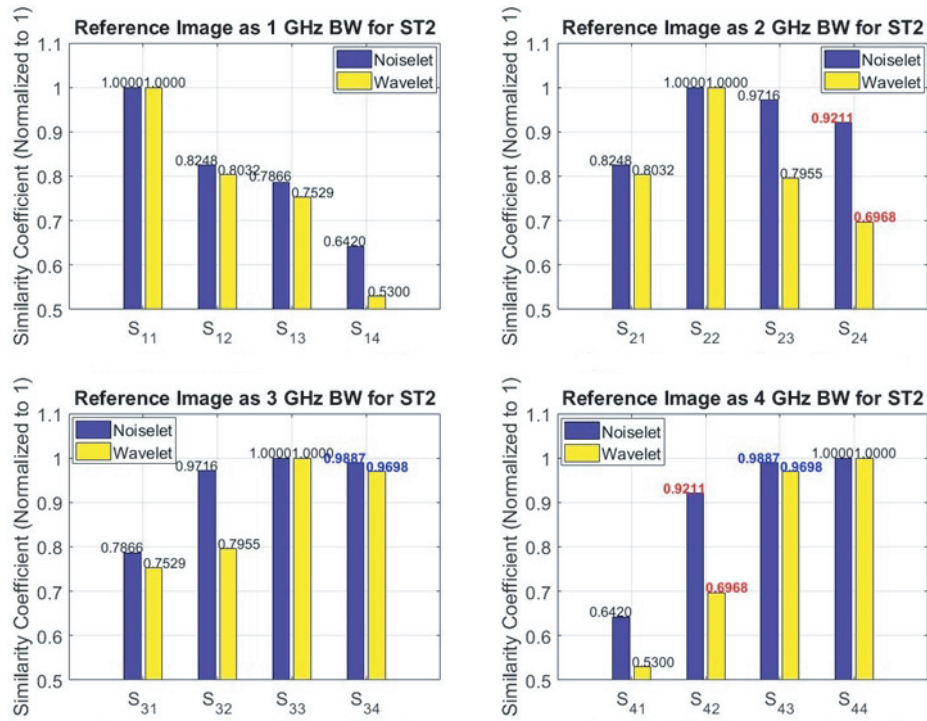 Reference Image as 1 GHz BW for ST2
Similarity Coefficient (Normalized to 1)
1.1
1
0.9
0.8
0.7
0.6
0.5
Noiselet
Wavelet
1.0000 1.0000
0.8248 0.8032
0.7866 0.7529
0.6420 0.5300
S11 S12 S13 S14
Reference Image as 2 GHz BW for ST2
Similarity Coefficient (Normalized to 1)
1.1
1
0.9
0.8
0.7
0.6
0.5
Noiselet
Wavelet
0.8248 0.8032
1.0000 1.0000
0.9716 0.7955
0.9211 0.6968
S21 S22 S23 S24
Reference Image as 3 GHz BW for ST2
Similarity Coefficient (Normalized to 1)
1.1
1
0.9
0.8
0.7
0.6
0.5
Noiselet
Wavelet
0.7866 0.7529
0.9716 0.7955
1.0000 1.0000
0.9887 0.9698
S31 S32 S33 S34
Reference Image as 4 GHz BW for ST2
Similarity Coefficient (Normalized to 1)
1.1
1
0.9
0.8
0.7
0.6
0.5
Noiselet
Wavelet
0.6420 0.5300
0.9211 0.6968
0.9887 0.9698
1.0000 1.0000
S41 S42 S43 S44